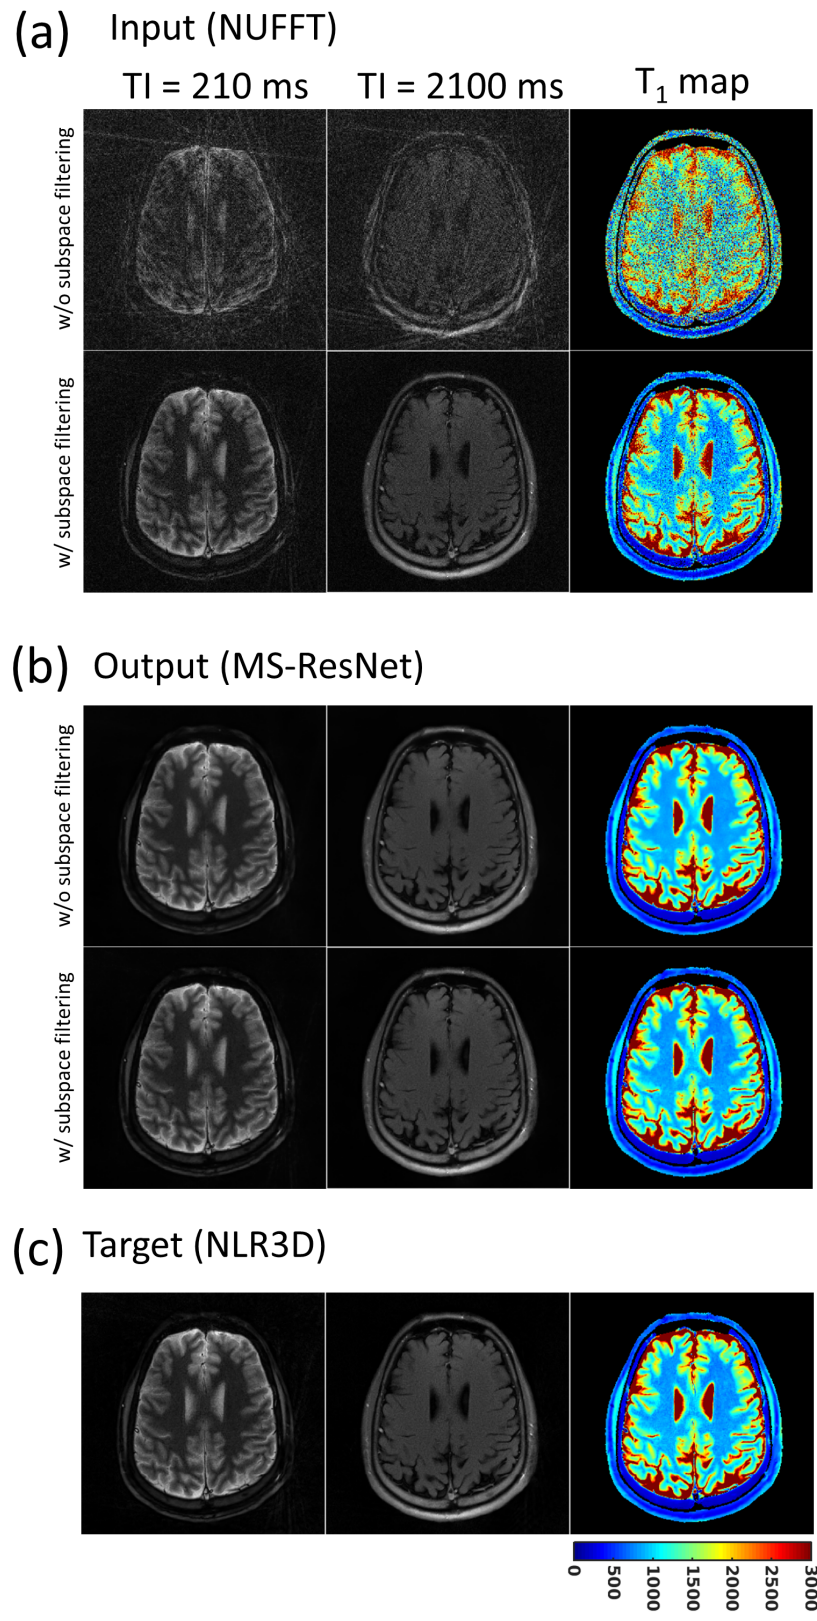 (a) Input (NUFFT)
TI = 210 ms TI = 2100 ms T₁ map
w/o subspace filtering
w/ subspace filtering
(b) Output (MS-ResNet)
w/o subspace filtering
w/ subspace filtering
(c) Target (NLR3D)
0 500 1000 1500 2000 2500 3000